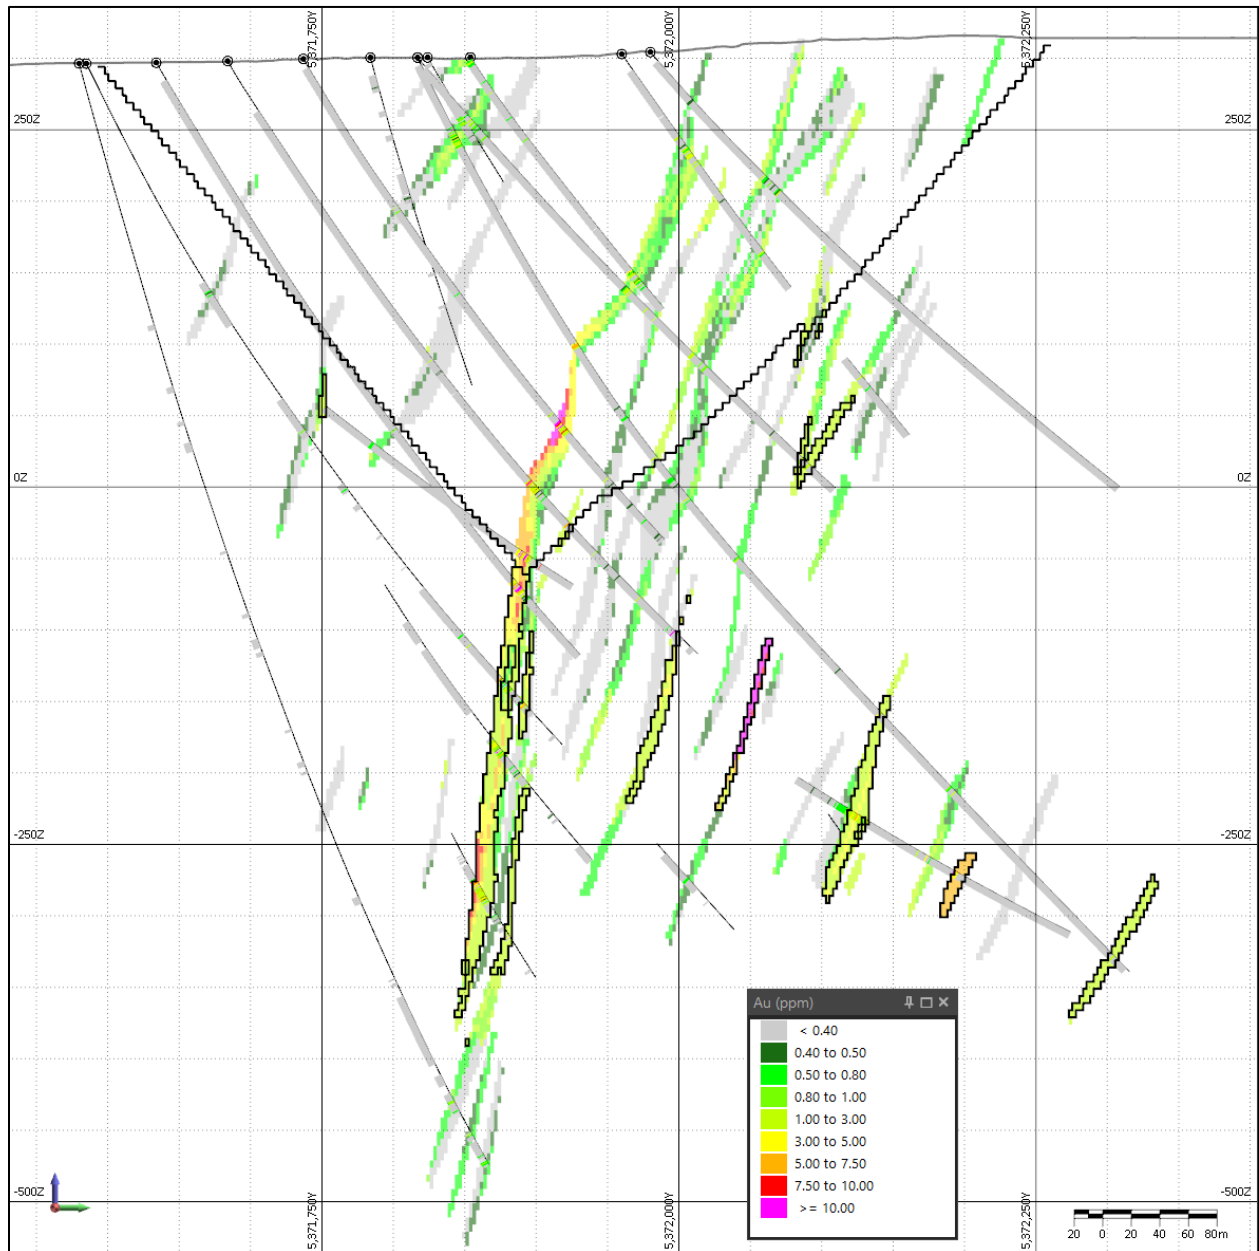 5,371,750Y
5,372,000Y
5,372,250Y
250Z
250Z
0Z
0Z
-250Z
-250Z
Au (ppm)
< 0.40
0.40 to 0.50
0.50 to 0.80
0.80 to 1.00
1.00 to 3.00
3.00 to 5.00
5.00 to 7.50
7.50 to 10.00
>= 10.00
-500Z
-500Z
20 0 20 40 60 80m
5,371,750Y
5,372,000Y
5,372,250Y